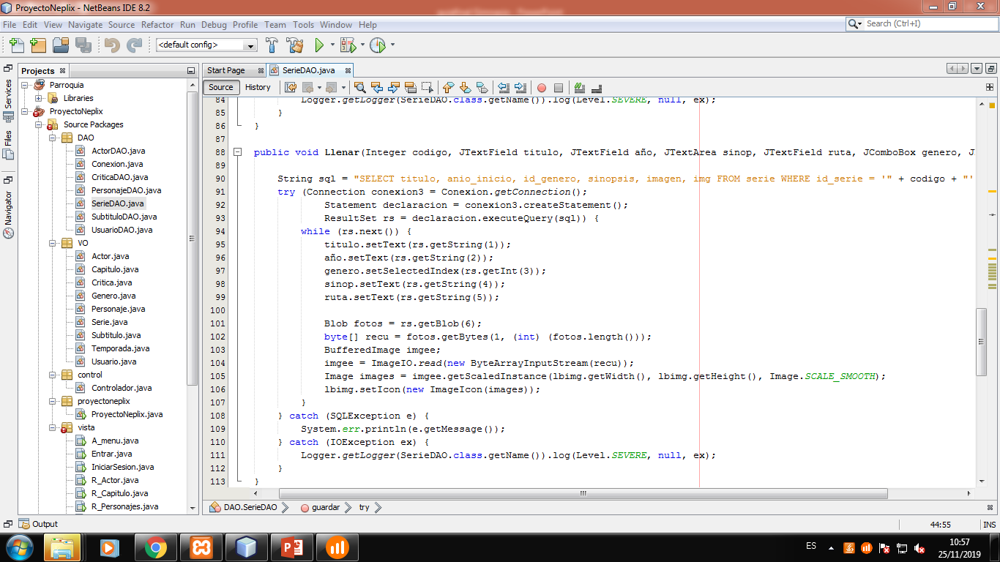 ProyectoNeplix - NetBeans IDE 8.2
File Edit View Navigate Source Refactor Run Debug Profile Team Tools Window Help
Search (Ctrl+I)
<default config>
Services
Files
Navigator
Projects
Parroquia
Libraries
ProyectoNeplix
Source Packages
DAO
ActorDAO.java
Conexion.java
CriticaDAO.java
PersonajeDAO.java
SerieDAO.java
SubtituloDAO.java
UsuarioDAO.java
VO
Actor.java
Capitulo.java
Critica.java
Genero.java
Personaje.java
Serie.java
Subtitulo.java
Temporada.java
Usuario.java
control
Controlador.java
proyectoneplix
ProyectoNeplix.java
vista
A_menu.java
Entrar.java
IniciarSesion.java
R_Actor.java
R_Capitulo.java
R_Personajes.java
Start Page SerieDAO.java
Source History
84 Logger.getLogger(SerieDAO.class.getName()).log(Level.SEVERE, null, ex);
85 }
86 }
87
88 public void Llenar(Integer codigo, JTextField titulo, JTextField año, JTextArea sinop, JTextField ruta, JComboBox genero, J
89
90 String sql = "SELECT titulo, anio_inicio, id_genero, sinopsis, imagen, img FROM serie WHERE id_serie = '" + codigo + "'
91 try (Connection conexion3 = Conexion.getConnection();
92 Statement declaracion = conexion3.createStatement();
93 ResultSet rs = declaracion.executeQuery(sql)) {
94 while (rs.next()) {
95 titulo.setText(rs.getString(1));
96 año.setText(rs.getString(2));
97 genero.setSelectedIndex(rs.getInt(3));
98 sinop.setText(rs.getString(4));
99 ruta.setText(rs.getString(5));
100
101 Blob fotos = rs.getBlob(6);
102 byte[] recu = fotos.getBytes(1, (int) (fotos.length()));
103 BufferedImage imgee;
104 imgee = ImageIO.read(new ByteArrayInputStream(recu));
105 Image images = imgee.getScaledInstance(lbimg.getWidth(), lbimg.getHeight(), Image.SCALE_SMOOTH);
106 lbimg.setIcon(new ImageIcon(images));
107 }
108 } catch (SQLException e) {
109 System.err.println(e.getMessage());
110 } catch (IOException ex) {
111 Logger.getLogger(SerieDAO.class.getName()).log(Level.SEVERE, null, ex);
112 }
113 }
DAO.SerieDAO guardar try
Output
44:55 INS
ES
10:57
25/11/2019